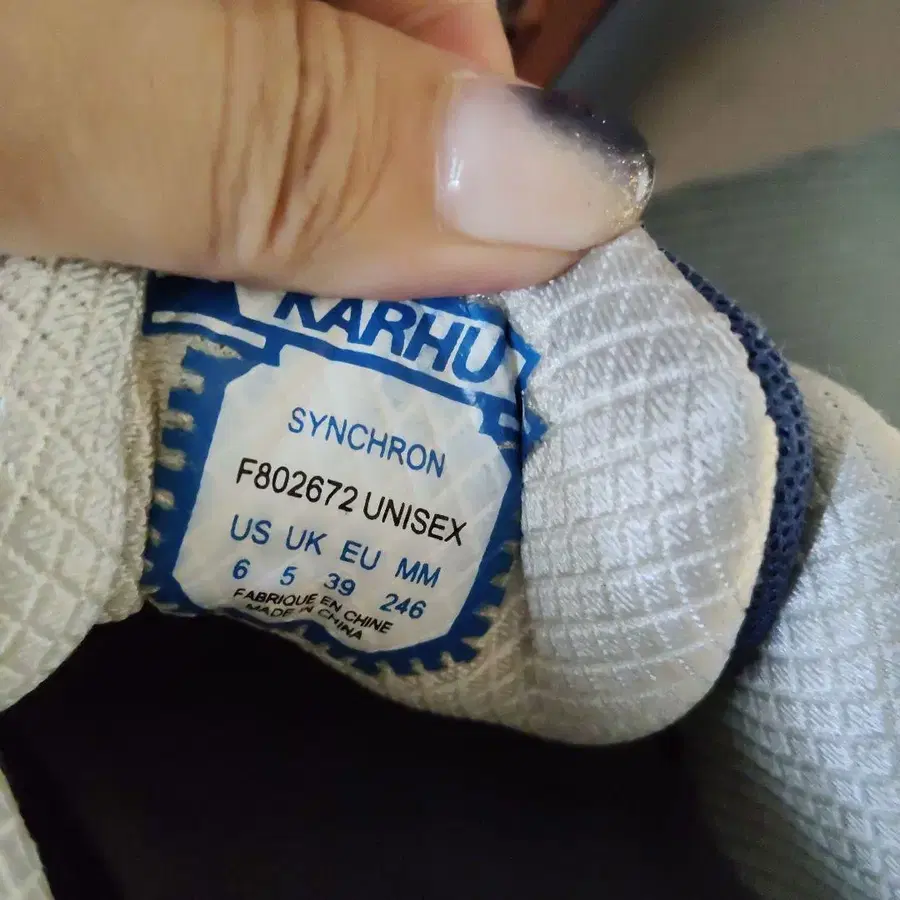 KARHU
SYNCHRON
F802672 UNISEX
US UK EU MM
6 5 39 246
FABRIQUE EN CHINE
MADE IN CHINA